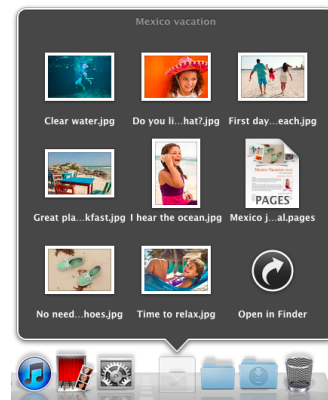 Mexico vacation
Clear water.jpg Do you li...hat?.jpg First day...each.jpg
PAGES
Great pla...kfast.jpg I hear the ocean.jpg Mexico j...al.pages
No need...hoes.jpg Time to relax.jpg Open in Finder